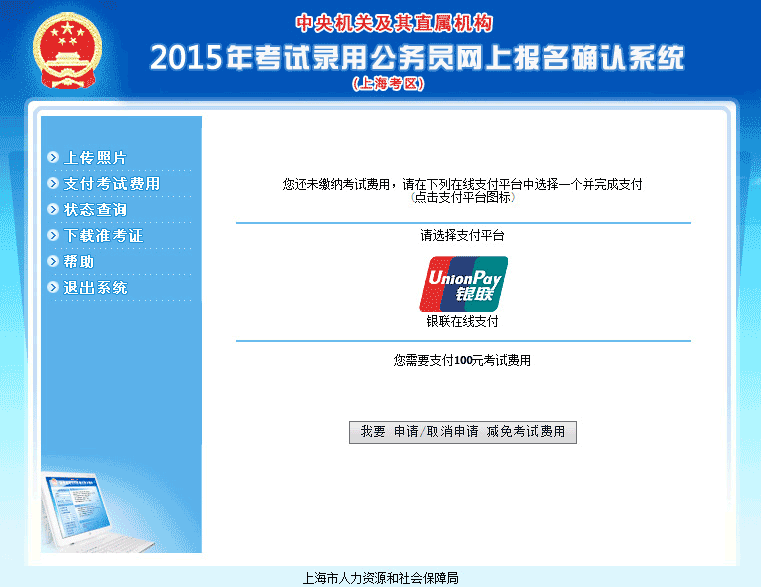 中央机关及其直属机构
2015年考试录用公务员网上报名确认系统
(上海考区)
上传照片
支付考试费用
状态查询
下载准考证
帮助
退出系统
您还未缴纳考试费用，请在下列在线支付平台中选择一个并完成支付
(点击支付平台图标)
请选择支付平台
UnionPay
银联
银联在线支付
您需要支付100元考试费用
我要 申请/取消申请 减免考试费用
上海市人力资源和社会保障局